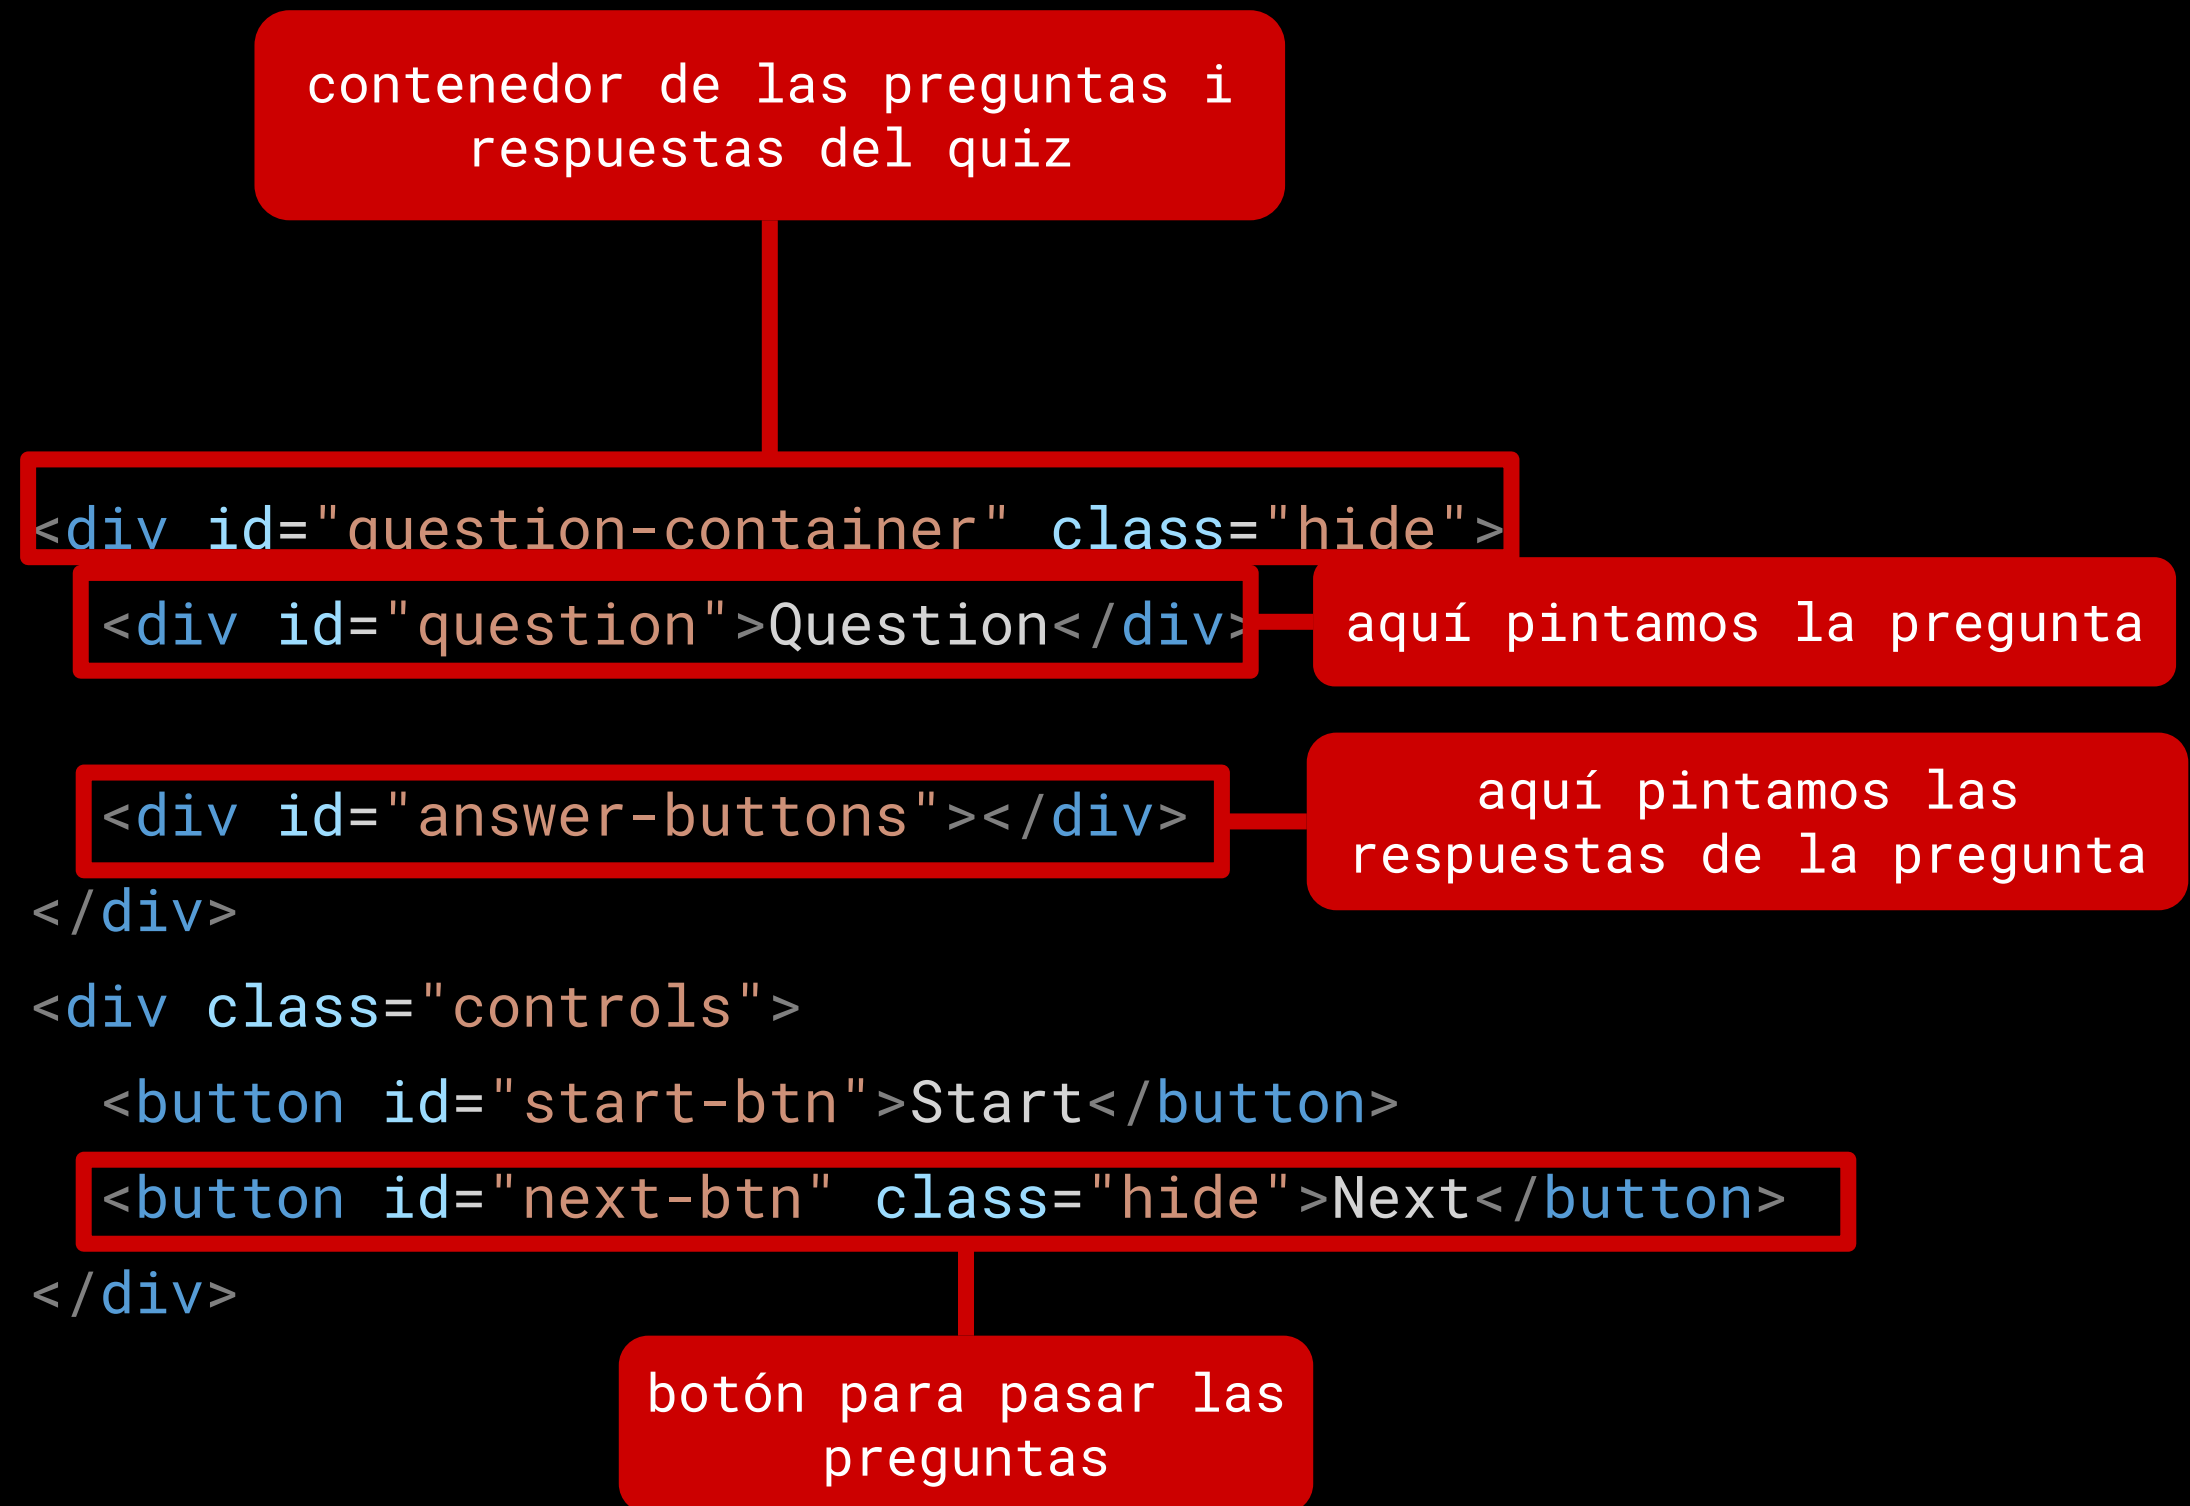 contenedor de las preguntas i
respuestas del quiz
<div id="question-container" class="hide">
<div id="question">Question</div>
aquí pintamos la pregunta
<div id="answer-buttons"></div>
aquí pintamos las
respuestas de la pregunta
</div>
<div class="controls">
<button id="start-btn">Start</button>
<button id="next-btn" class="hide">Next</button>
</div>
botón para pasar las
preguntas